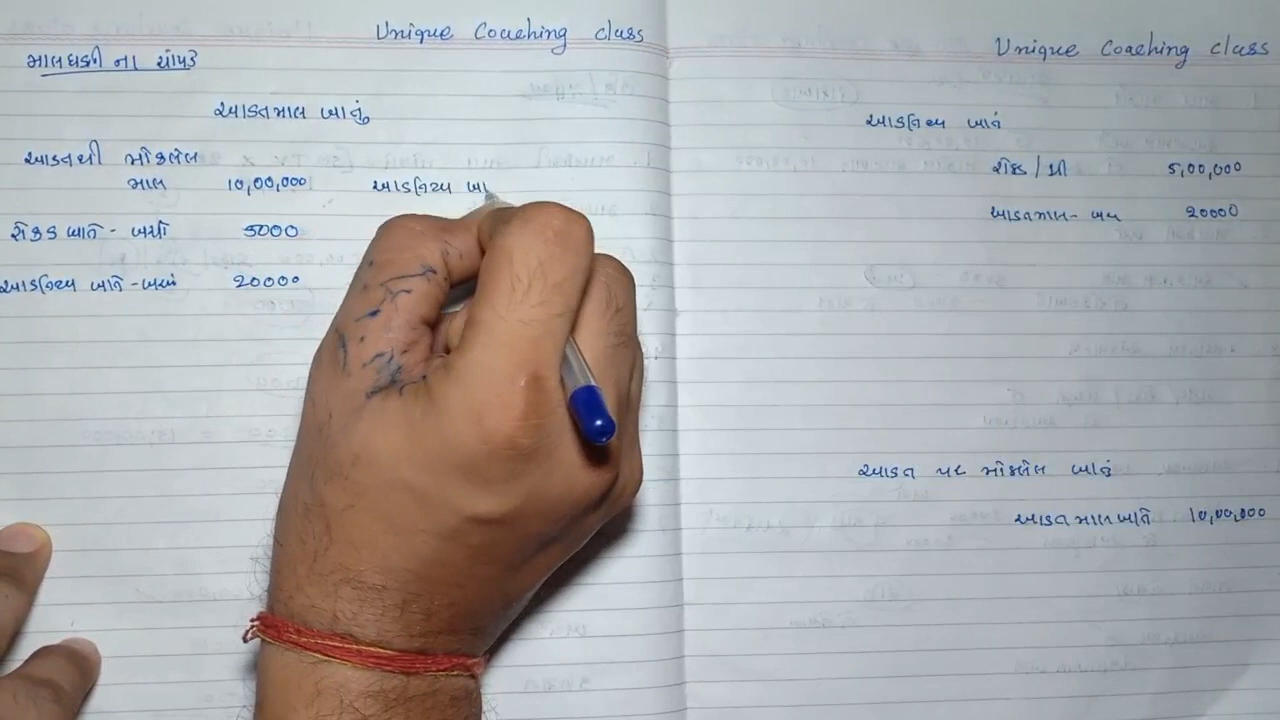 Unique Coaching class
માલધણી ના ચોપડે
આડતમાલ ખાતું
આડતથી મોકલેલ
માલ 10,00,000 આડતિયા ખા
રોકડ ખાતે - ખર્ચા 5000
આડતિયા ખાતે - ખર્ચ 20000
Unique Coaching class
આડતિયા ખાતું
રોકડ / થી 5,00,000
આડતમાલ - ખર્ચ 20000
આડત પર મોકલેલ ખાતું
આડતમાલ ખાતે 10,00,000